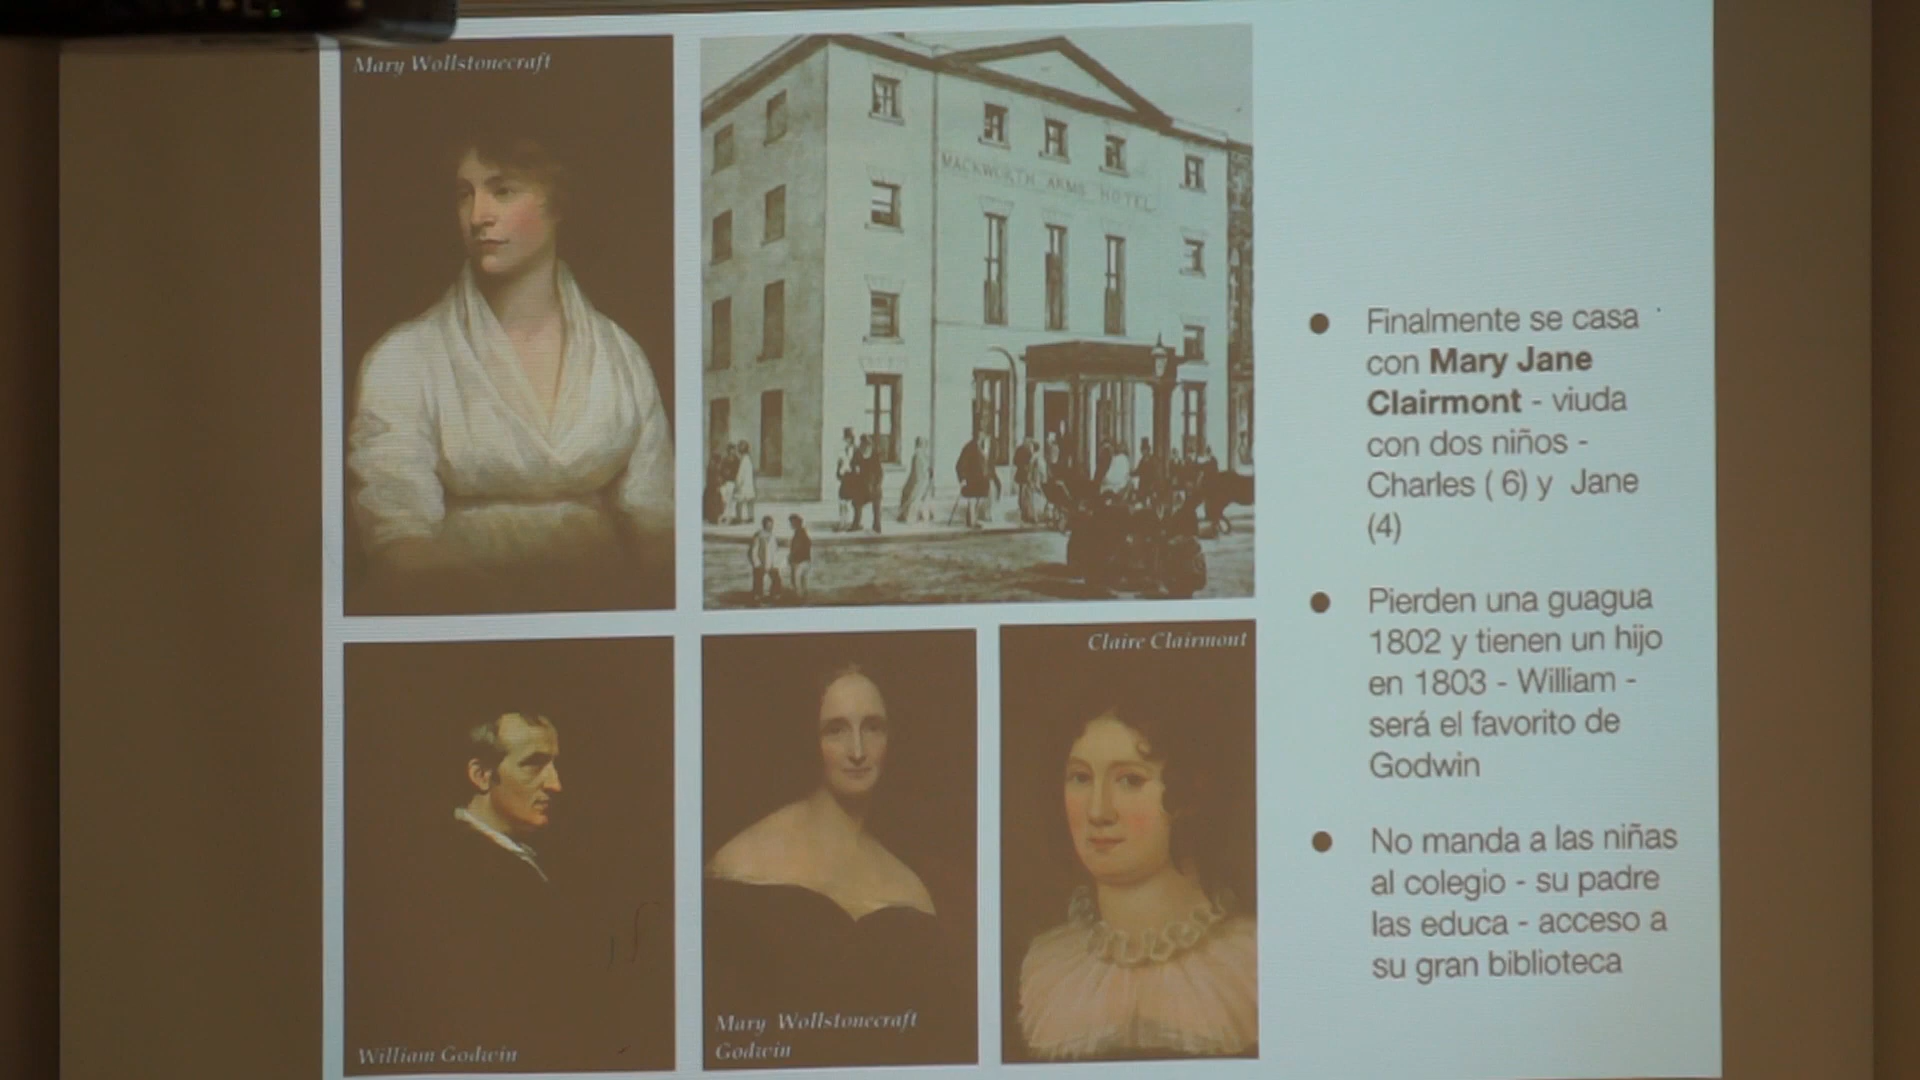 Mary Wollstonecraft
MACKWORTH ARMS HOTEL
William Godwin
Mary Wollstonecraft
Godwin
Claire Clairmont
● Finalmente se casa
con Mary Jane
Clairmont - viuda
con dos niños -
Charles ( 6) y Jane
(4)
● Pierden una guagua
1802 y tienen un hijo
en 1803 - William -
será el favorito de
Godwin
● No manda a las niñas
al colegio - su padre
las educa - acceso a
su gran biblioteca